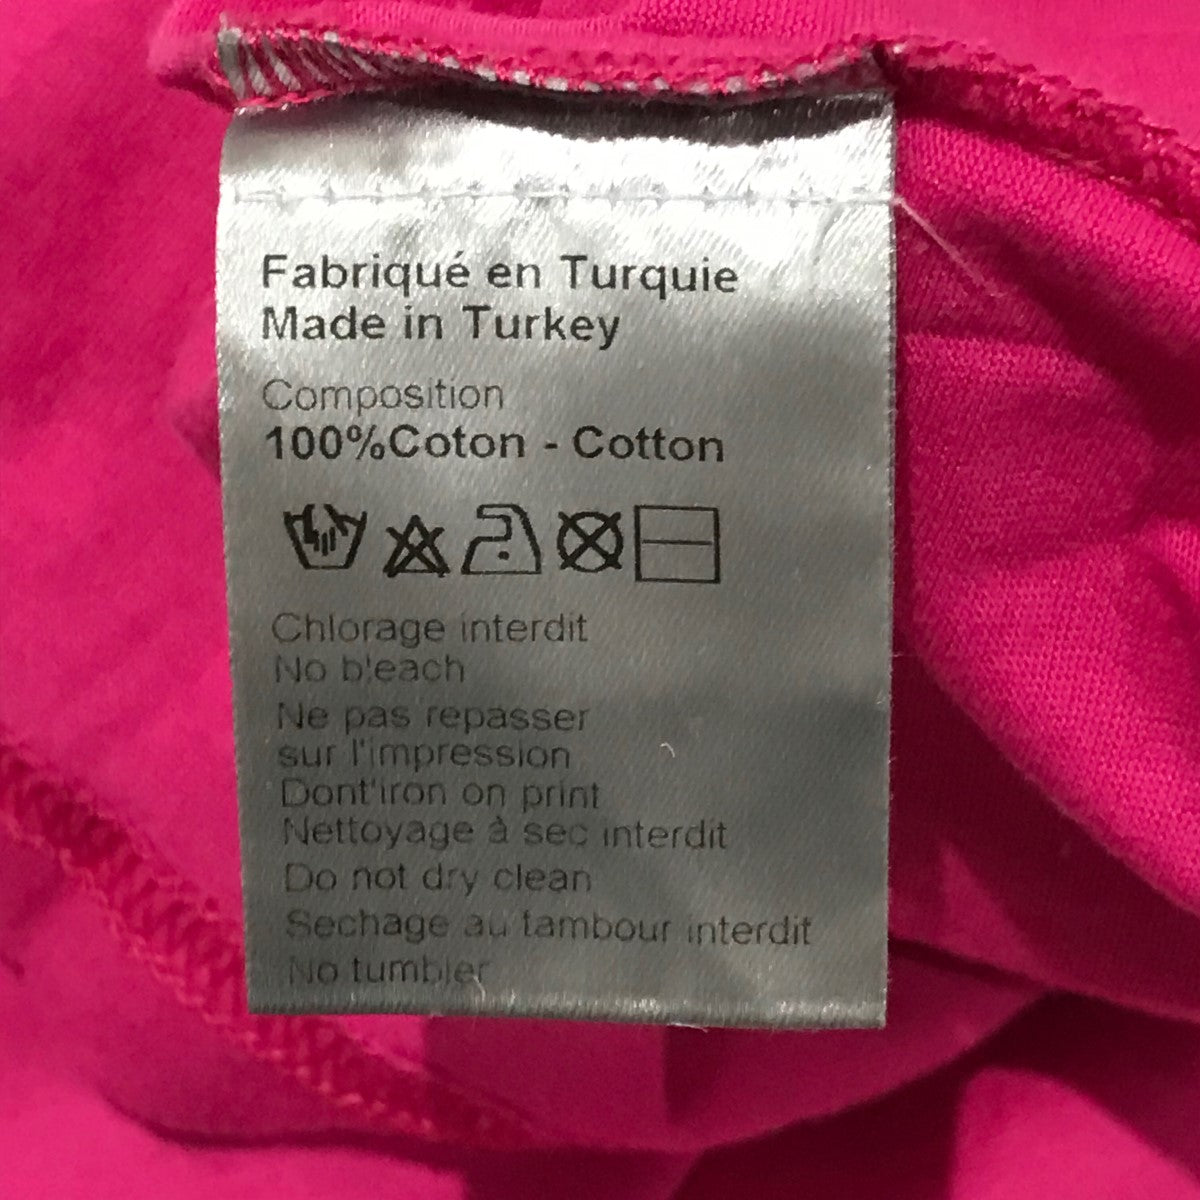 Fabriqué en Turquie
Made in Turkey
Composition
100%Coton - Cotton
Chlorage interdit
No bleach
Ne pas repasser
sur l'impression
Dont'iron on print
Nettoyage à sec interdit
Do not dry clean
Sechage au tambour interdit
No tumbler